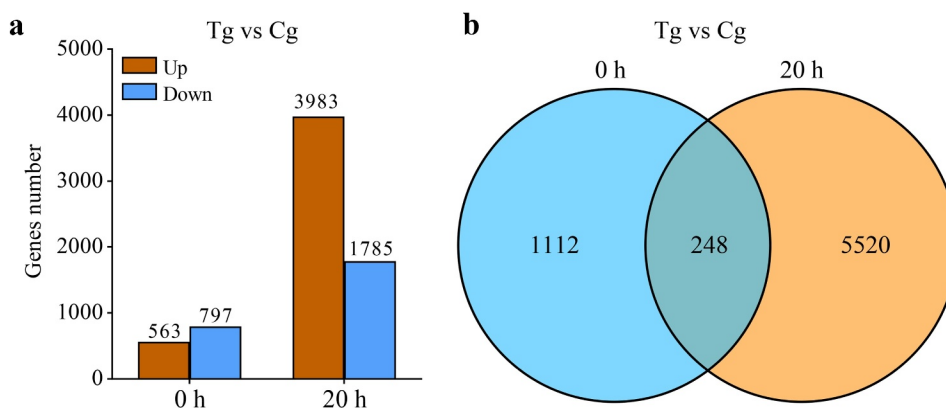 a
Tg vs Cg
5000
4000
3000
2000
1000
0
Genes number
Up
Down
563
797
3983
1785
0 h
20 h
b
Tg vs Cg
0 h
20 h
1112
248
5520